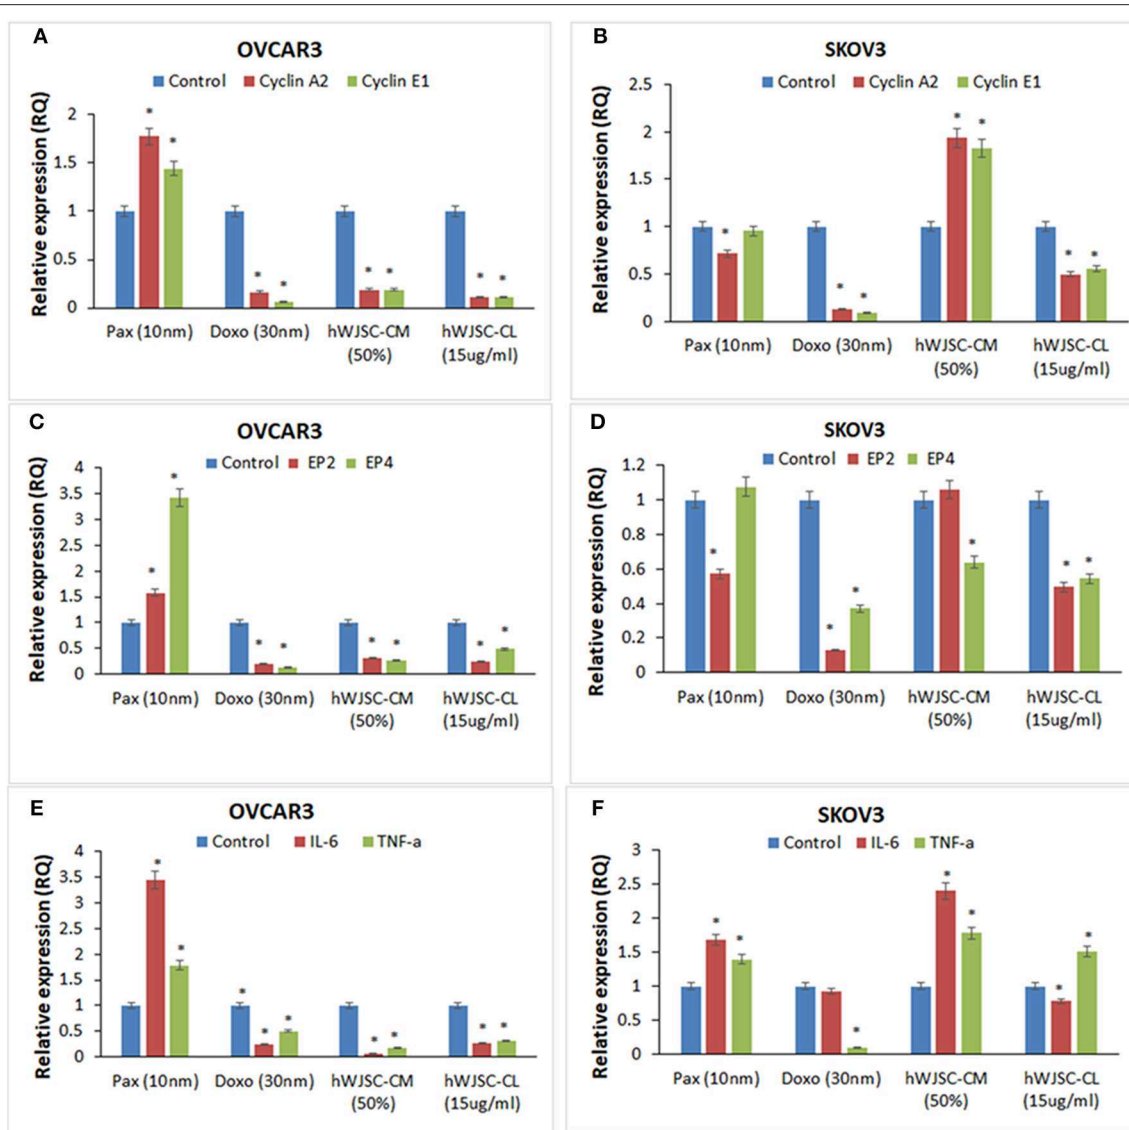 A
OVCAR3
Control Cyclin A2 Cyclin E1
Relative expression (RQ)
2
1.5
1
0.5
0
* * * * * * * *
Pax (10nm) Doxo (30nm) hWJSC-CM hWJSC-CL
(50%) (15ug/ml)
B
SKOV3
Control Cyclin A2 Cyclin E1
Relative expression (RQ)
2.5
2
1.5
1
0.5
0
* * * * * * *
Pax (10nm) Doxo (30nm) hWJSC-CM hWJSC-CL
(50%) (15ug/ml)
C
OVCAR3
Control EP2 EP4
Relative expression (RQ)
4
3.5
3
2.5
2
1.5
1
0.5
0
* * * * * * * *
Pax (10nm) Doxo (30nm) hWJSC-CM hWJSC-CL
(50%) (15ug/ml)
D
SKOV3
Control EP2 EP4
Relative expression (RQ)
1.2
1
0.8
0.6
0.4
0.2
0
* * * * * *
Pax (10nm) Doxo (30nm) hWJSC-CM hWJSC-CL
(50%) (15ug/ml)
E
OVCAR3
Control IL-6 TNF-a
Relative expression (RQ)
4
3.5
3
2.5
2
1.5
1
0.5
0
* * * * * * * * *
Pax (10nm) Doxo (30nm) hWJSC-CM hWJSC-CL
(50%) (15ug/ml)
F
SKOV3
Control IL-6 TNF-a
Relative expression (RQ)
3
2.5
2
1.5
1
0.5
0
* * * * * * *
Pax (10nm) Doxo (30nm) hWJSC-CM hWJSC-CL
(50%) (15ug/ml)